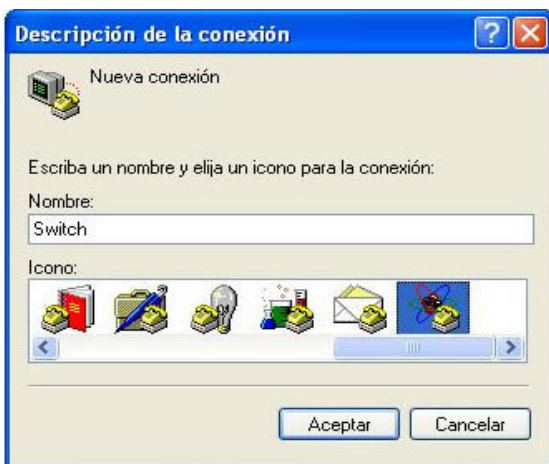 Descripción de la conexión
Nueva conexión
Escriba un nombre y elija un icono para la conexión:
Nombre:
Switch
Icono:
Aceptar
Cancelar